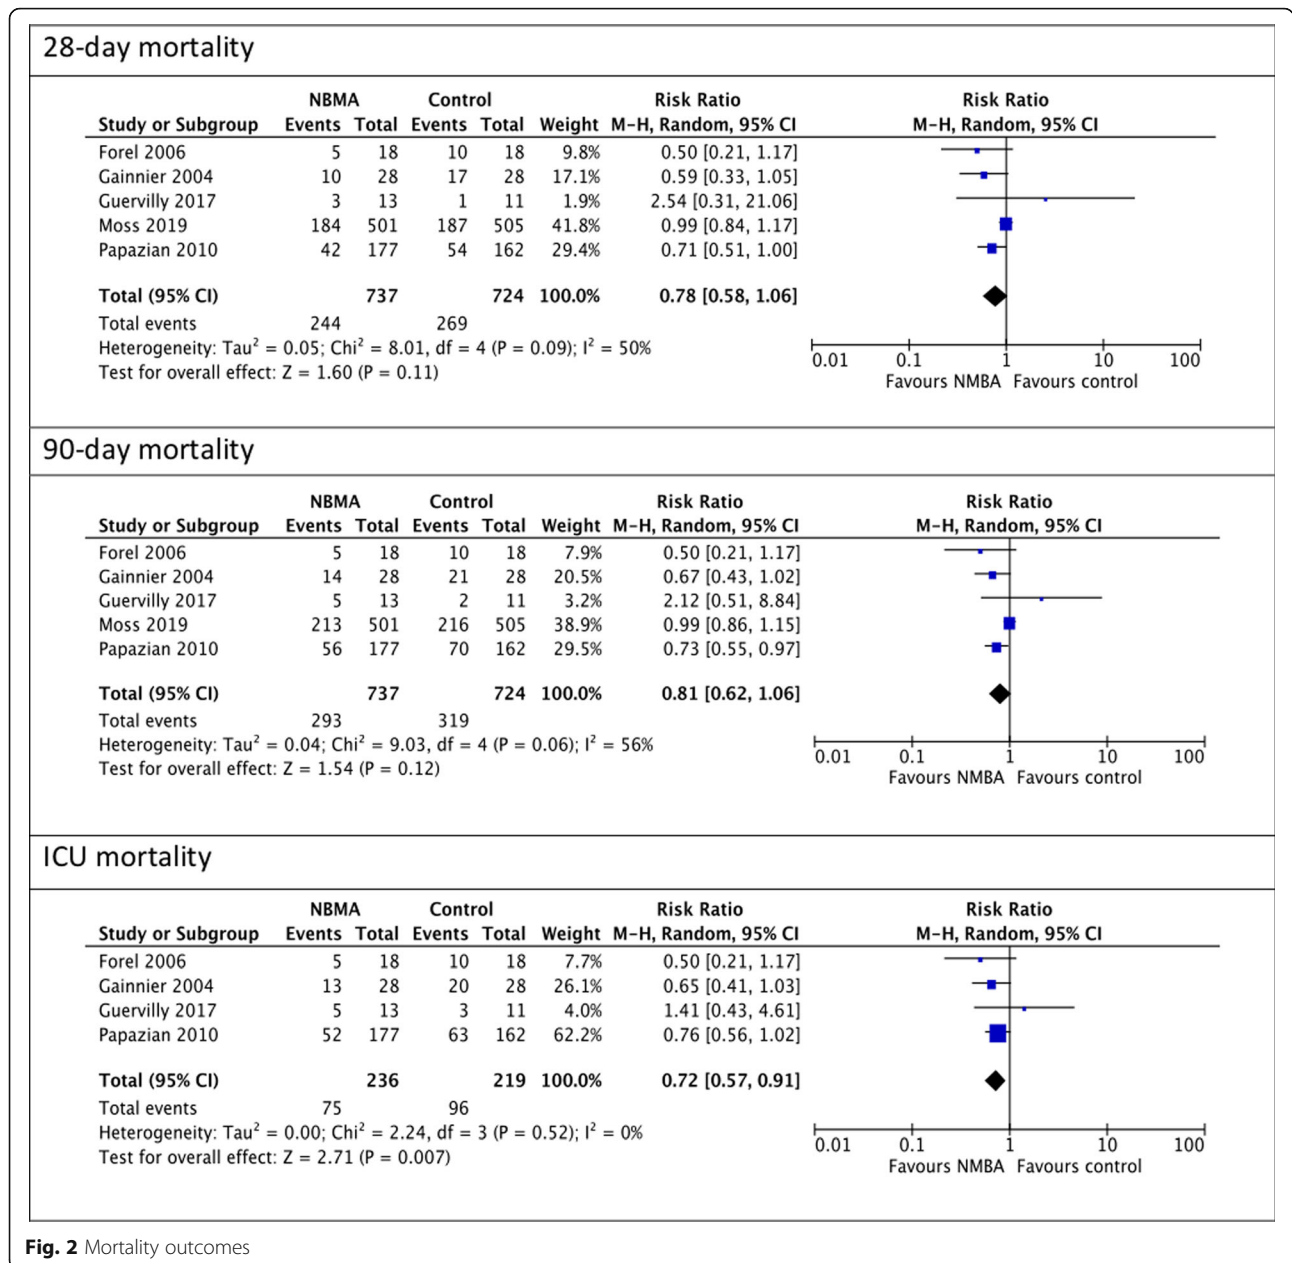 28-day mortality
NBMA Control Risk Ratio Risk Ratio
Study or Subgroup Events Total Events Total Weight M-H, Random, 95% CI M-H, Random, 95% CI
Forel 2006 5 18 10 18 9.8% 0.50 [0.21, 1.17]
Gainnier 2004 10 28 17 28 17.1% 0.59 [0.33, 1.05]
Guervilly 2017 3 13 1 11 1.9% 2.54 [0.31, 21.06]
Moss 2019 184 501 187 505 41.8% 0.99 [0.84, 1.17]
Papazian 2010 42 177 54 162 29.4% 0.71 [0.51, 1.00]
Total (95% CI) 737 724 100.0% 0.78 [0.58, 1.06]
Total events 244 269
Heterogeneity: Tau² = 0.05; Chi² = 8.01, df = 4 (P = 0.09); I² = 50%
Test for overall effect: Z = 1.60 (P = 0.11)
0.01 0.1 1 10 100
Favours NMBA Favours control
90-day mortality
NBMA Control Risk Ratio Risk Ratio
Study or Subgroup Events Total Events Total Weight M-H, Random, 95% CI M-H, Random, 95% CI
Forel 2006 5 18 10 18 7.9% 0.50 [0.21, 1.17]
Gainnier 2004 14 28 21 28 20.5% 0.67 [0.43, 1.02]
Guervilly 2017 5 13 2 11 3.2% 2.12 [0.51, 8.84]
Moss 2019 213 501 216 505 38.9% 0.99 [0.86, 1.15]
Papazian 2010 56 177 70 162 29.5% 0.73 [0.55, 0.97]
Total (95% CI) 737 724 100.0% 0.81 [0.62, 1.06]
Total events 293 319
Heterogeneity: Tau² = 0.04; Chi² = 9.03, df = 4 (P = 0.06); I² = 56%
Test for overall effect: Z = 1.54 (P = 0.12)
0.01 0.1 1 10 100
Favours NMBA Favours control
ICU mortality
NBMA Control Risk Ratio Risk Ratio
Study or Subgroup Events Total Events Total Weight M-H, Random, 95% CI M-H, Random, 95% CI
Forel 2006 5 18 10 18 7.7% 0.50 [0.21, 1.17]
Gainnier 2004 13 28 20 28 26.1% 0.65 [0.41, 1.03]
Guervilly 2017 5 13 3 11 4.0% 1.41 [0.43, 4.61]
Papazian 2010 52 177 63 162 62.2% 0.76 [0.56, 1.02]
Total (95% CI) 236 219 100.0% 0.72 [0.57, 0.91]
Total events 75 96
Heterogeneity: Tau² = 0.00; Chi² = 2.24, df = 3 (P = 0.52); I² = 0%
Test for overall effect: Z = 2.71 (P = 0.007)
0.01 0.1 1 10 100
Favours NMBA Favours control
Fig. 2 Mortality outcomes